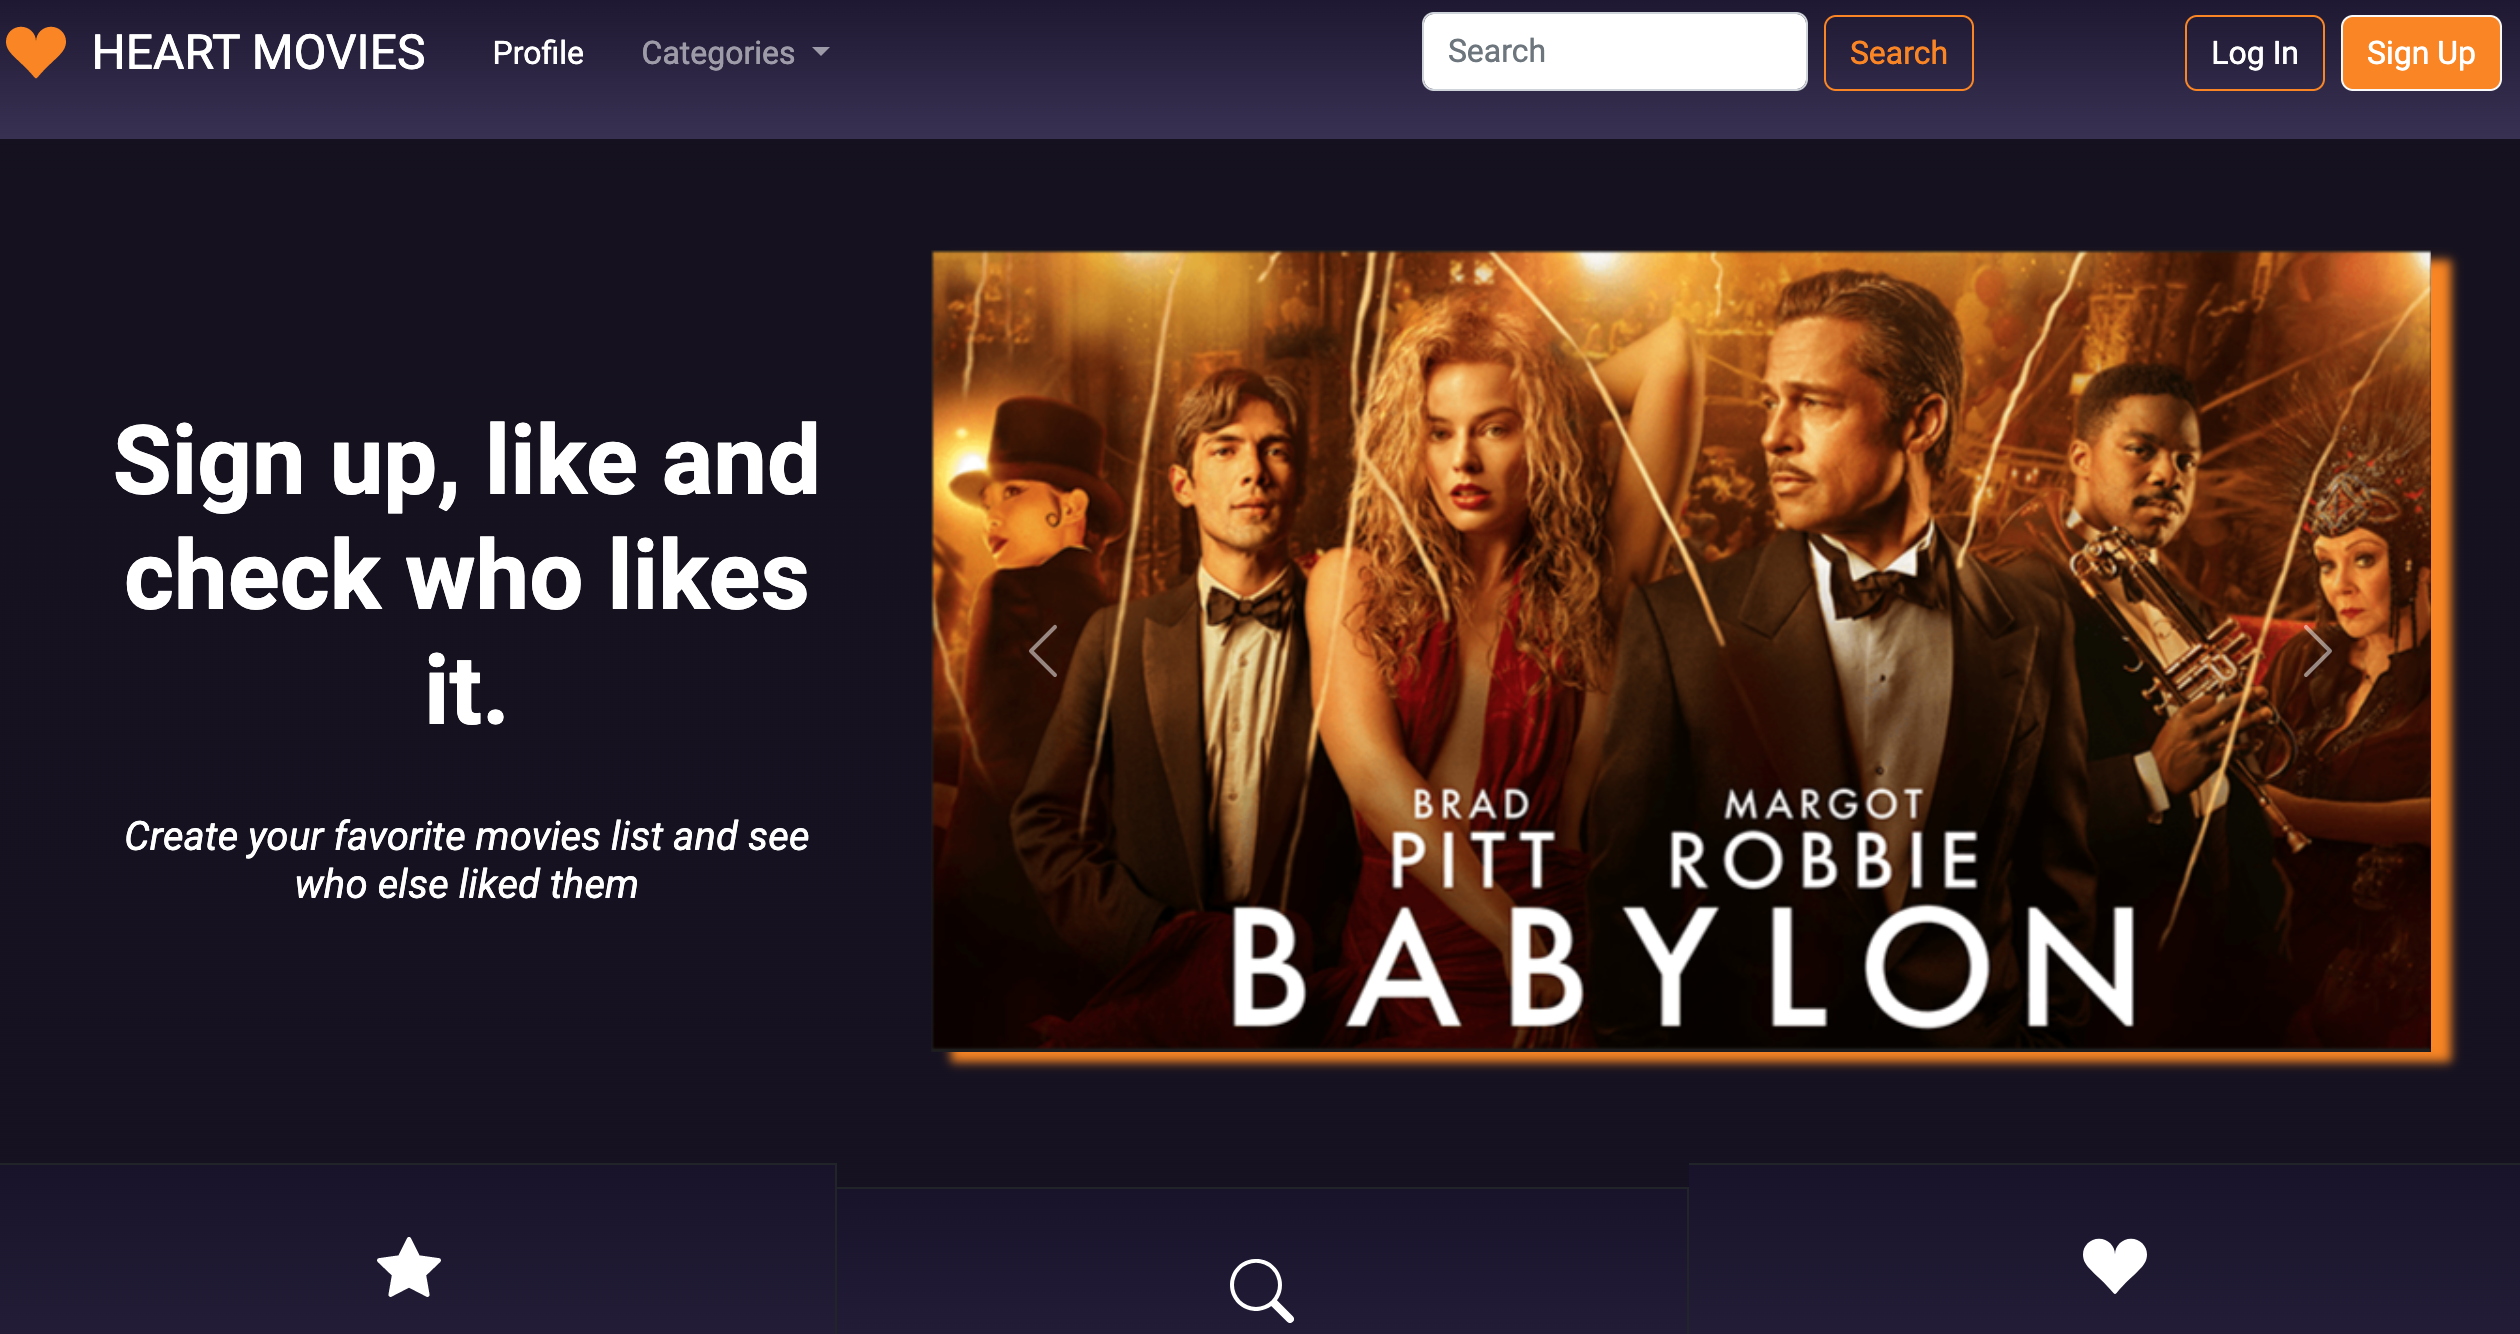 HEART MOVIES
Profile
Categories
Search
Search
Log In
Sign Up
Sign up, like and
check who likes
it.
Create your favorite movies list and see
who else liked them
BRAD
PITT
MARGOT
ROBBIE
BABYLON